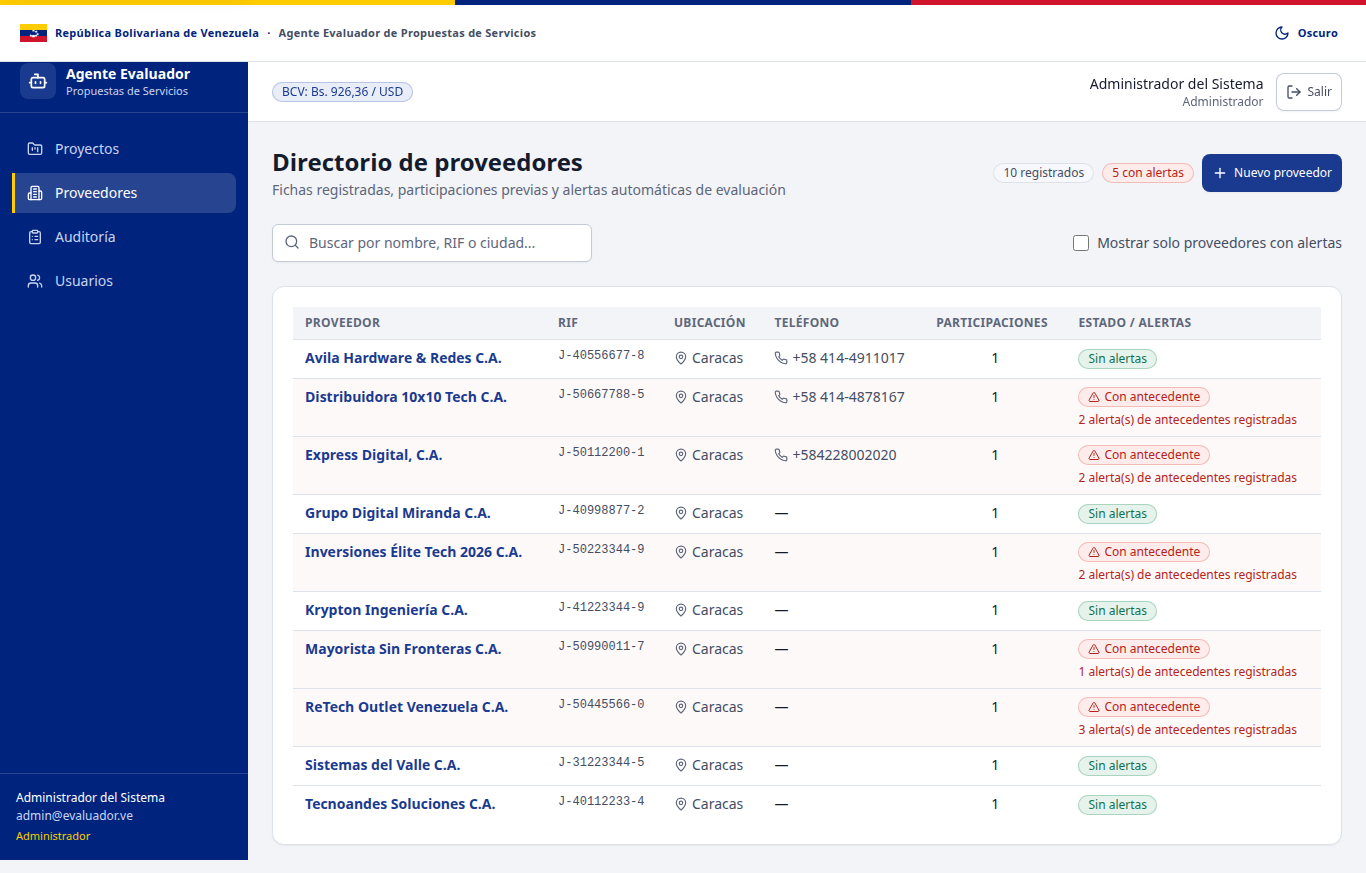 República Bolivariana de Venezuela · Agente Evaluador de Propuestas de Servicios
Oscuro
Agente Evaluador
Propuestas de Servicios
BCV: Bs. 926,36 / USD
Administrador del Sistema
Administrador
Salir
Proyectos
Proveedores
Auditoría
Usuarios
Directorio de proveedores
Fichas registradas, participaciones previas y alertas automáticas de evaluación
10 registrados
5 con alertas
Nuevo proveedor
Buscar por nombre, RIF o ciudad...
Mostrar solo proveedores con alertas
PROVEEDOR RIF UBICACIÓN TELÉFONO PARTICIPACIONES ESTADO / ALERTAS
Avila Hardware & Redes C.A. J-40556677-8 Caracas +58 414-4911017 1 Sin alertas
Distribuidora 10x10 Tech C.A. J-50667788-5 Caracas +58 414-4878167 1 Con antecedente
2 alerta(s) de antecedentes registradas
Express Digital, C.A. J-50112200-1 Caracas +584228002020 1 Con antecedente
2 alerta(s) de antecedentes registradas
Grupo Digital Miranda C.A. J-40998877-2 Caracas — 1 Sin alertas
Inversiones Élite Tech 2026 C.A. J-50223344-9 Caracas — 1 Con antecedente
2 alerta(s) de antecedentes registradas
Krypton Ingeniería C.A. J-41223344-9 Caracas — 1 Sin alertas
Mayorista Sin Fronteras C.A. J-50990011-7 Caracas — 1 Con antecedente
1 alerta(s) de antecedentes registradas
ReTech Outlet Venezuela C.A. J-50445566-0 Caracas — 1 Con antecedente
3 alerta(s) de antecedentes registradas
Sistemas del Valle C.A. J-31223344-5 Caracas — 1 Sin alertas
Tecnoandes Soluciones C.A. J-40112233-4 Caracas — 1 Sin alertas
Administrador del Sistema
admin@evaluador.ve
Administrador